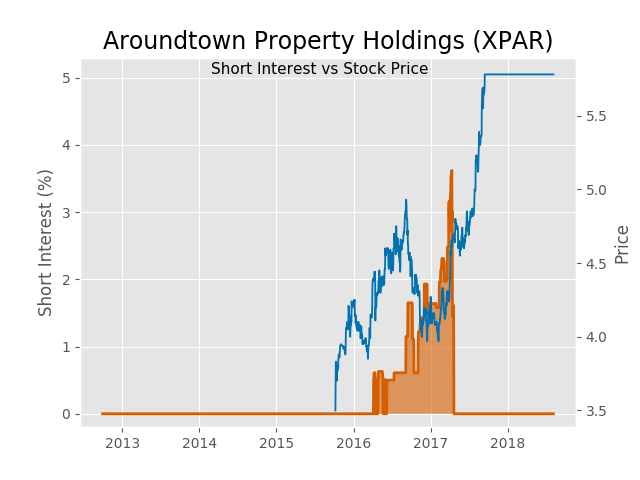 Aroundtown Property Holdings (XPAR)
Short Interest vs Stock Price
Short Interest (%)
5
4
3
2
1
0
5.5
5.0
4.5
4.0
3.5
Price
2013 2014 2015 2016 2017 2018